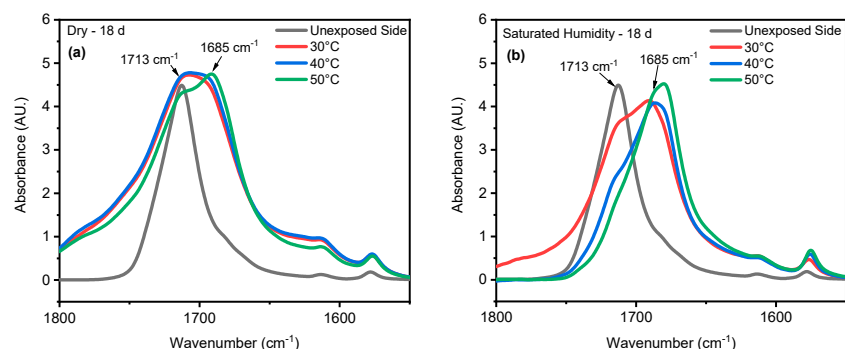 Dry - 18 d
(a)
1713 cm-1
1685 cm-1
Unexposed Side
30°C
40°C
50°C
Absorbance (AU.)
6
5
4
3
2
1
0
1800
1700
1600
Wavenumber (cm-1)
Saturated Humidity - 18 d
(b)
1713 cm-1
1685 cm-1
Unexposed Side
30°C
40°C
50°C
Absorbance (AU.)
6
5
4
3
2
1
0
1800
1700
1600
Wavenumber (cm-1)